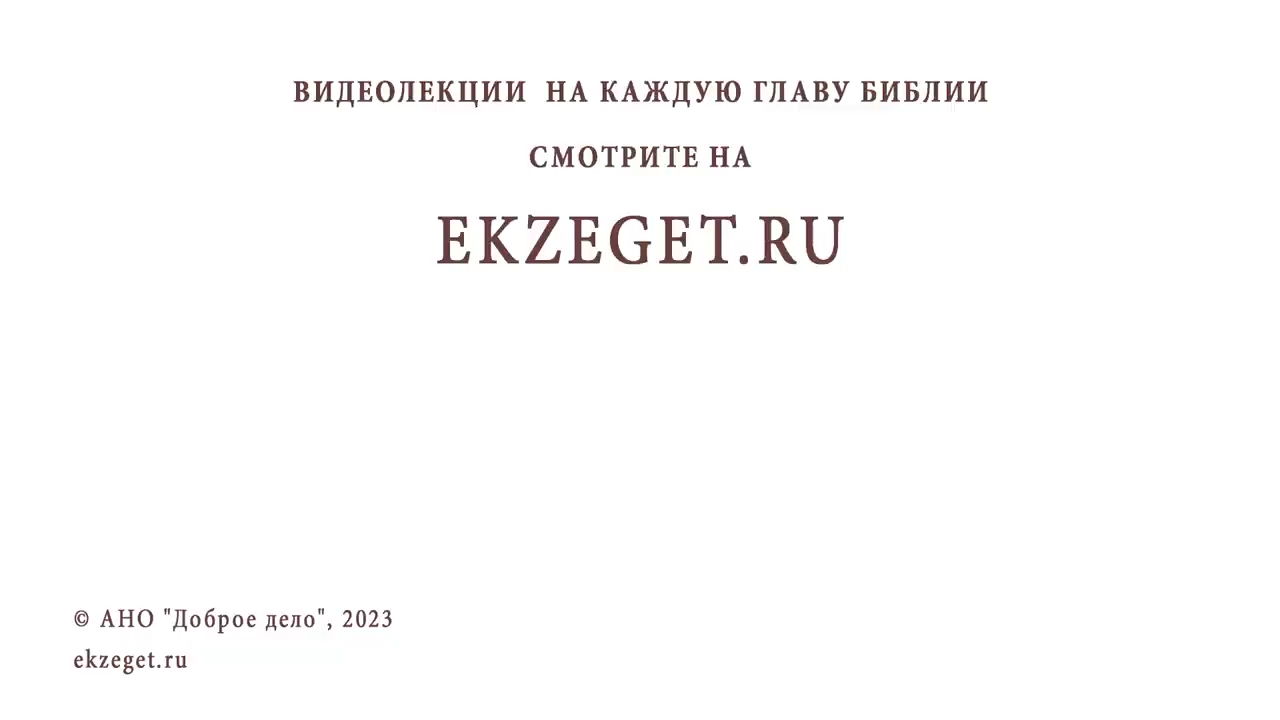 ВИДЕОЛЕКЦИИ НА КАЖДУЮ ГЛАВУ БИБЛИИ
СМОТРИТЕ НА
EKZEGET.RU
© АНО "Доброе дело", 2023
ekzeget.ru